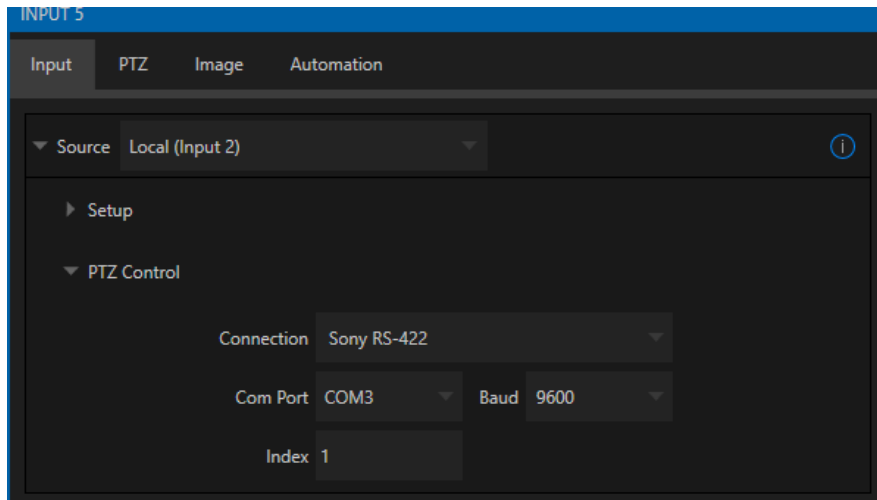 INPUT 5
Input PTZ Image Automation
Source Local (Input 2)
Setup
PTZ Control
Connection Sony RS-422
Com Port COM3 Baud 9600
Index 1